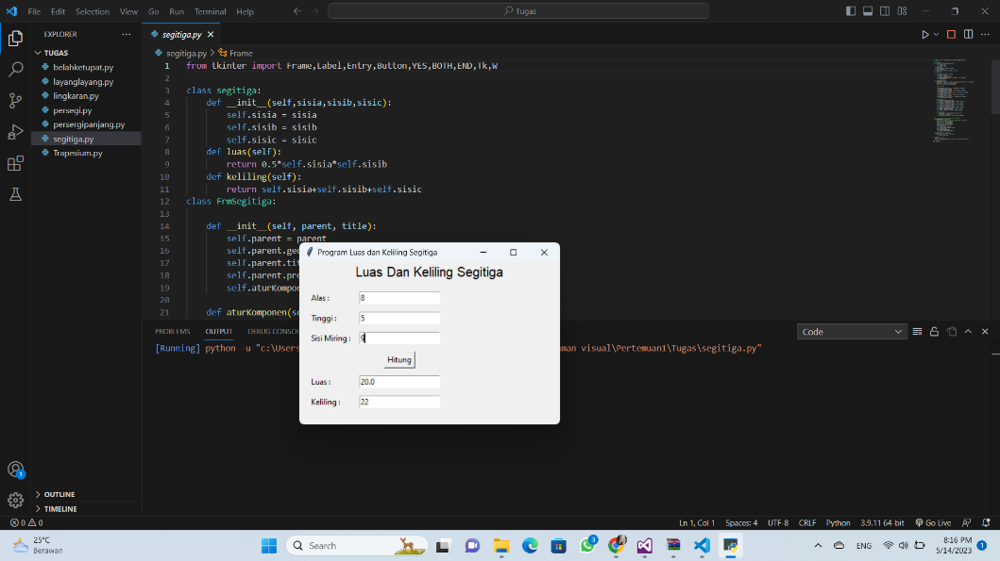 File Edit Selection View Go Run Terminal Help
Tugas
EXPLORER
TUGAS
belahketupat.py
layanglayang.py
lingkaran.py
persegi.py
persergipanjang.py
segitiga.py
Trapesium.py
OUTLINE
TIMELINE
segitiga.py
segitiga.py > Frame
1 from tkinter import Frame,Label,Entry,Button,YES,BOTH,END,Tk,W
2
3 class segitiga:
4 def __init__(self,sisia,sisib,sisic):
5 self.sisia = sisia
6 self.sisib = sisib
7 self.sisic = sisic
8 def luas(self):
9 return 0.5*self.sisia*self.sisib
10 def keliling(self):
11 return self.sisia+self.sisib+self.sisic
12 class FrmSegitiga:
13
14 def __init__(self, parent, title):
15 self.parent = parent
16 self.parent.geo
17 self.parent.tit
18 self.parent.pro
19 self.aturKompon
20
21 def aturKomponen(se
Program Luas dan Keliling Segitiga
Luas Dan Keliling Segitiga
Alas : 8
Tinggi : 5
Sisi Miring : 9
Hitung
Luas : 20.0
Keliling : 22
PROBLEMS OUTPUT DEBUG CONSO
Code
[Running] python -u "c:\Users
man visual\Pertemuan1\Tugas\segitiga.py"
1
0 0
Ln 1, Col 1 Spaces: 4 UTF-8 CRLF Python 3.9.11 64-bit Go Live
25°C
Berawan
Search
3
ENG
8:16 PM
5/14/2023
1